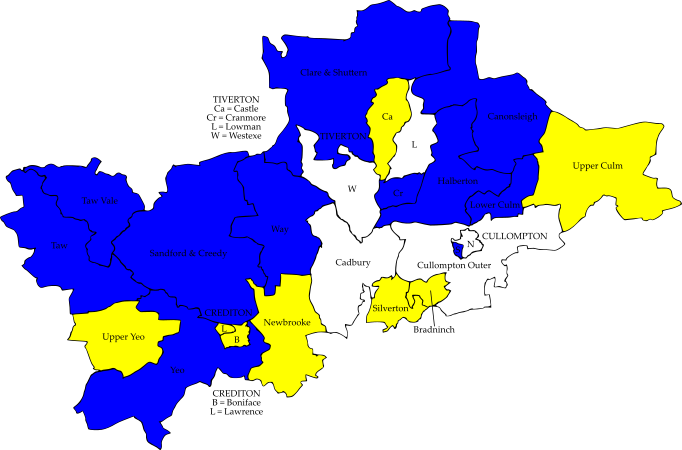 Clare & Shuttern
TIVERTON
Ca = Castle
Cr = Cranmore
L = Lowman
W = Westexe
Ca
TIVERTON
L
Canonsleigh
Upper Culm
W
Cr
Halberton
Lower Culm
Taw Vale
Taw
Way
Sandford & Creedy
CULLOMPTON
N
Cadbury
Cullompton Outer
CREDITON
Silverton
Newbrooke
Bradninch
L
B
Upper Yeo
Yeo
CREDITON
B = Boniface
L = Lawrence